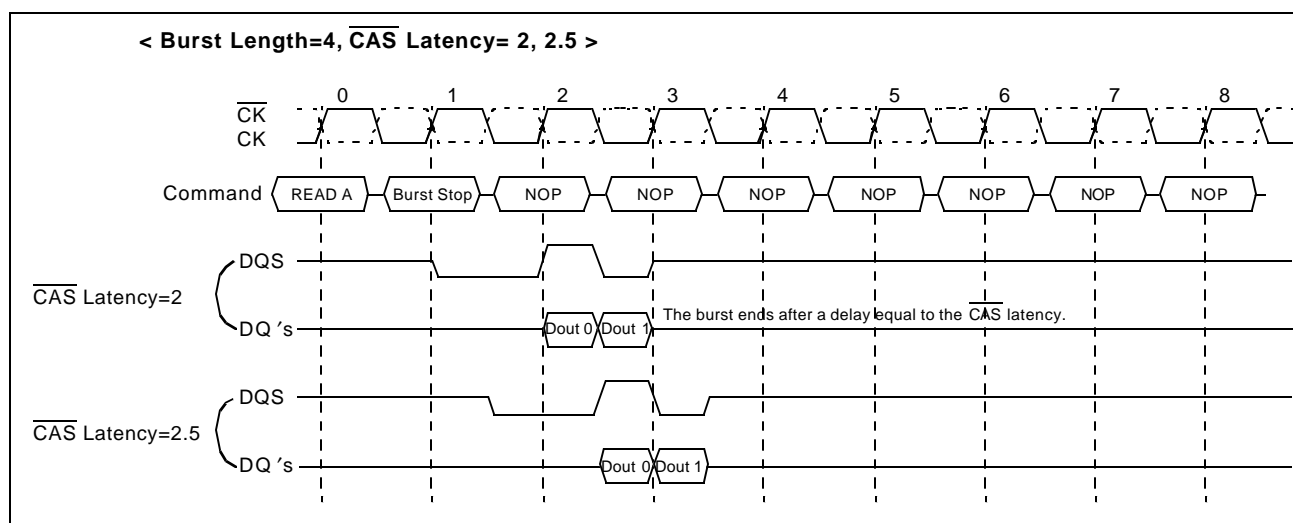 < Burst Length=4, CAS Latency= 2, 2.5 >
0 1 2 3 4 5 6 7 8
CK
CK
Command READ A Burst Stop NOP NOP NOP NOP NOP NOP NOP
DQS
CAS Latency=2
The burst ends after a delay equal to the CAS latency.
DQ 's Dout 0 Dout 1
DQS
CAS Latency=2.5
DQ 's Dout 0 Dout 1